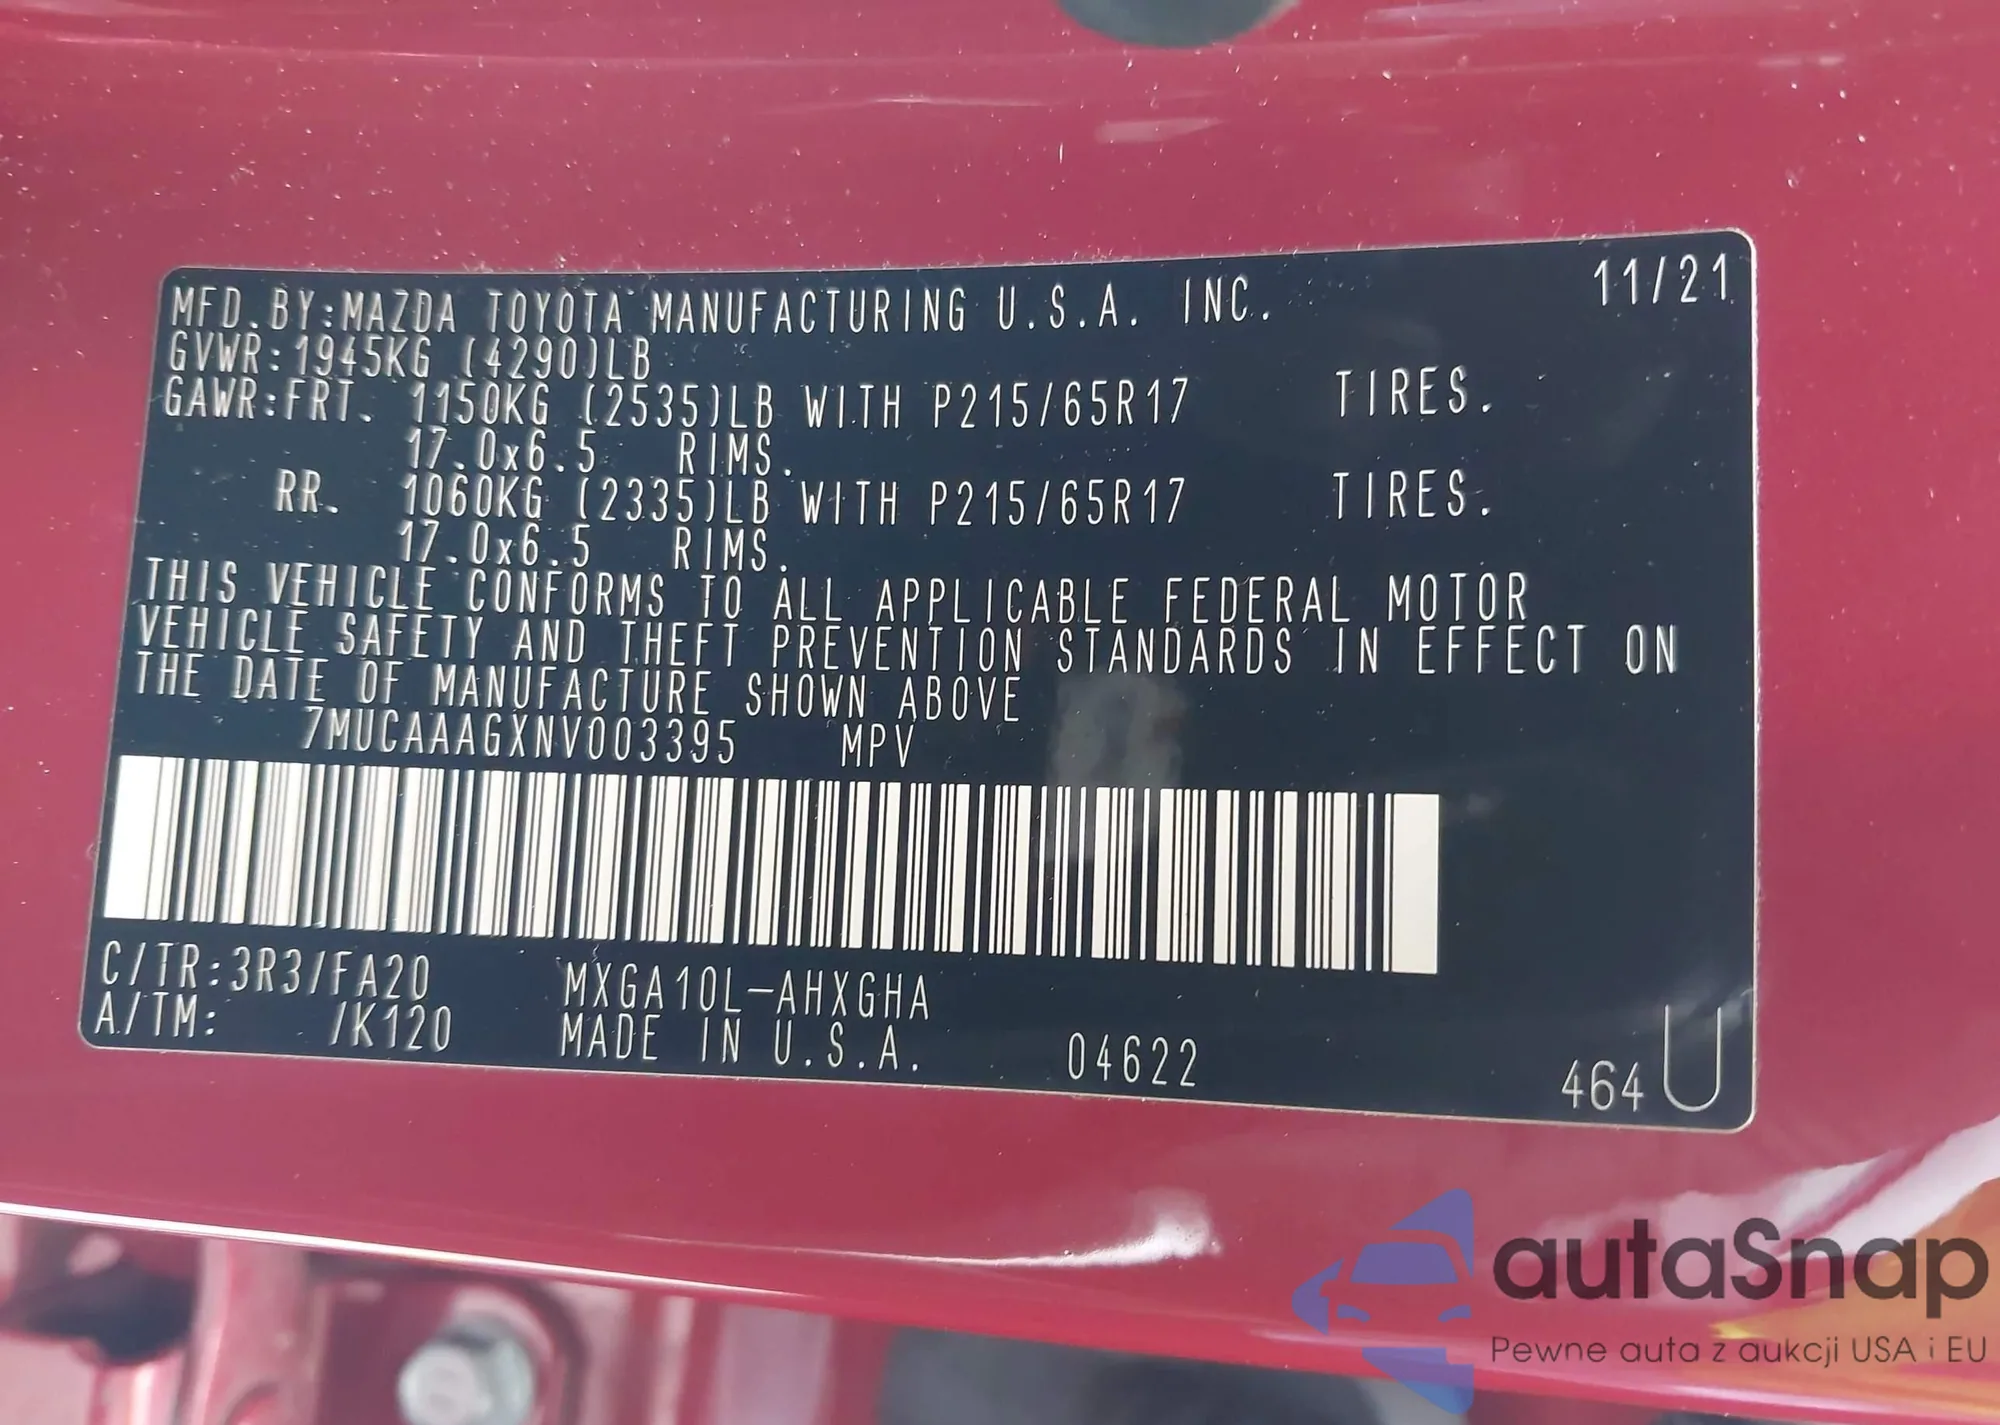 MFD.BY:MAZDA TOYOTA MANUFACTURING U.S.A. INC. 11/21
GVWR:1945KG (4290)LB
GAWR:FRT. 1150KG (2535)LB WITH P215/65R17 TIRES.
17.0x6.5 RIMS.
RR. 1060KG (2335)LB WITH P215/65R17 TIRES.
17.0x6.5 RIMS.
THIS VEHICLE CONFORMS TO ALL APPLICABLE FEDERAL MOTOR
VEHICLE SAFETY AND THEFT PREVENTION STANDARDS IN EFFECT ON
THE DATE OF MANUFACTURE SHOWN ABOVE
7MUCAAAGXNV003395 MPV
C/TR:3R3/FA20 MXGA10L-AHXGHA
A/TM: /K120 MADE IN U.S.A. 04622 464 U
autaSnap
Pewne auta z aukcji USA i EU